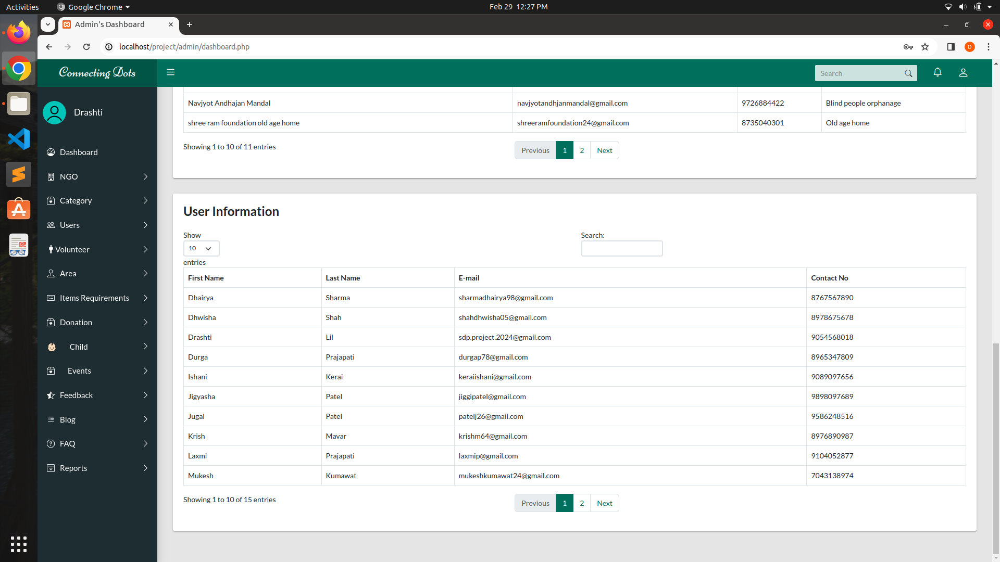 Activities Google Chrome Feb 29 12:27 PM
Admin's Dashboard
localhost/project/admin/dashboard.php D
Connecting Dots Search
Drashti
Dashboard
NGO
Category
Users
Volunteer
Area
Items Requirements
Donation
Child
Events
Feedback
Blog
FAQ
Reports
Navjyot Andhajan Mandal navjyotandhjanmandal@gmail.com 9726884422 Blind people orphanage
shree ram foundation old age home shreeramfoundation24@gmail.com 8735040301 Old age home
Showing 1 to 10 of 11 entries Previous 1 2 Next
User Information
Show Search:
10
entries
First Name Last Name E-mail Contact No
Dhairya Sharma sharmadhairya98@gmail.com 8767567890
Dhwisha Shah shahdhwisha05@gmail.com 8978675678
Drashti Lil sdp.project.2024@gmail.com 9054568018
Durga Prajapati durgap78@gmail.com 8965347809
Ishani Kerai keraiishani@gmail.com 9089097656
Jigyasha Patel jiggipatel@gmail.com 9898097689
Jugal Patel patelj26@gmail.com 9586248516
Krish Mavar krishm64@gmail.com 8976890987
Laxmi Prajapati laxmip@gmail.com 9104052877
Mukesh Kumawat mukeshkumawat24@gmail.com 7043138974
Showing 1 to 10 of 15 entries Previous 1 2 Next